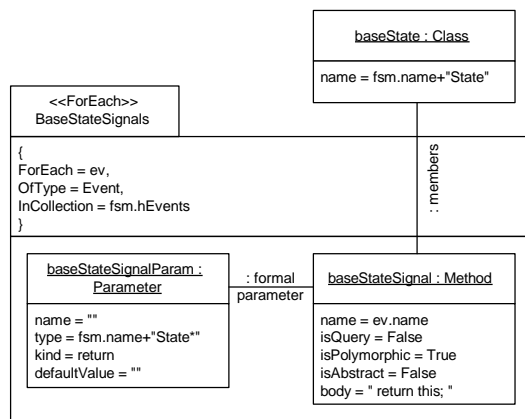 baseState : Class
name = fsm.name+"State"
<<ForEach>>
BaseStateSignals
{
ForEach = ev,
OfType = Event,
InCollection = fsm.hEvents
}
: members
baseStateSignalParam :
Parameter
name = ""
type = fsm.name+"State*"
kind = return
defaultValue = ""
: formal
parameter
baseStateSignal : Method
name = ev.name
isQuery = False
isPolymorphic = True
isAbstract = False
body = " return this; "